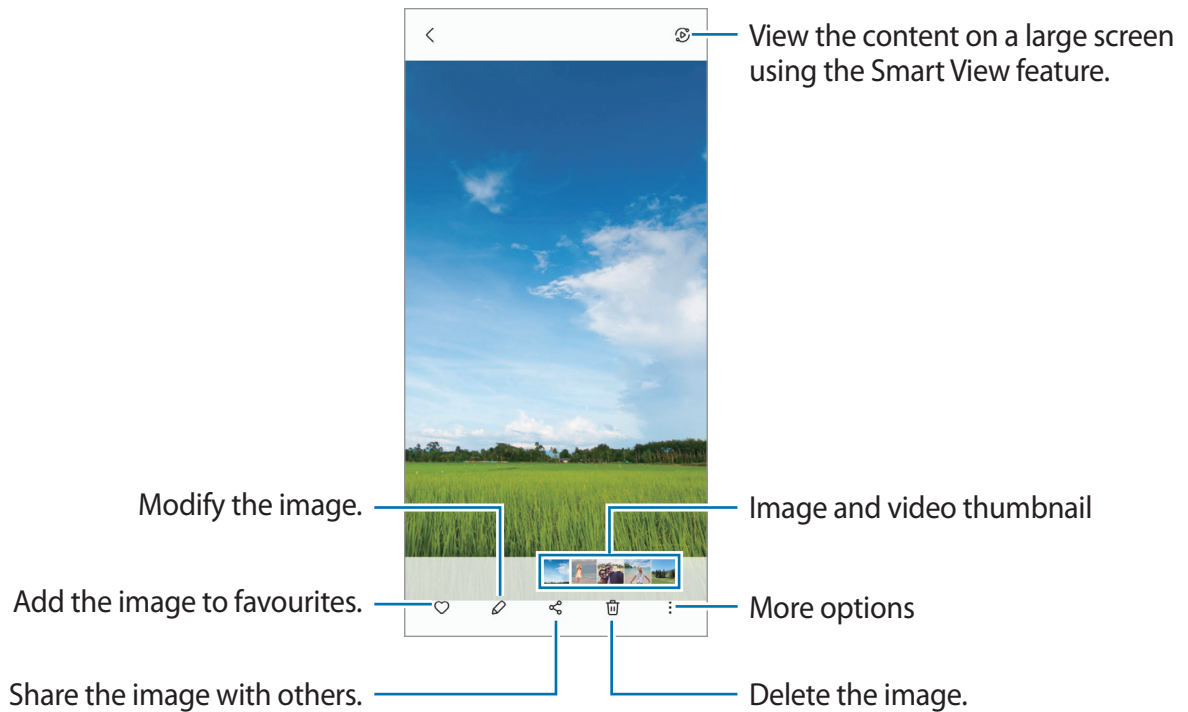 View the content on a large screen
using the Smart View feature.
Modify the image.
Image and video thumbnail
Add the image to favourites.
More options
Share the image with others.
Delete the image.